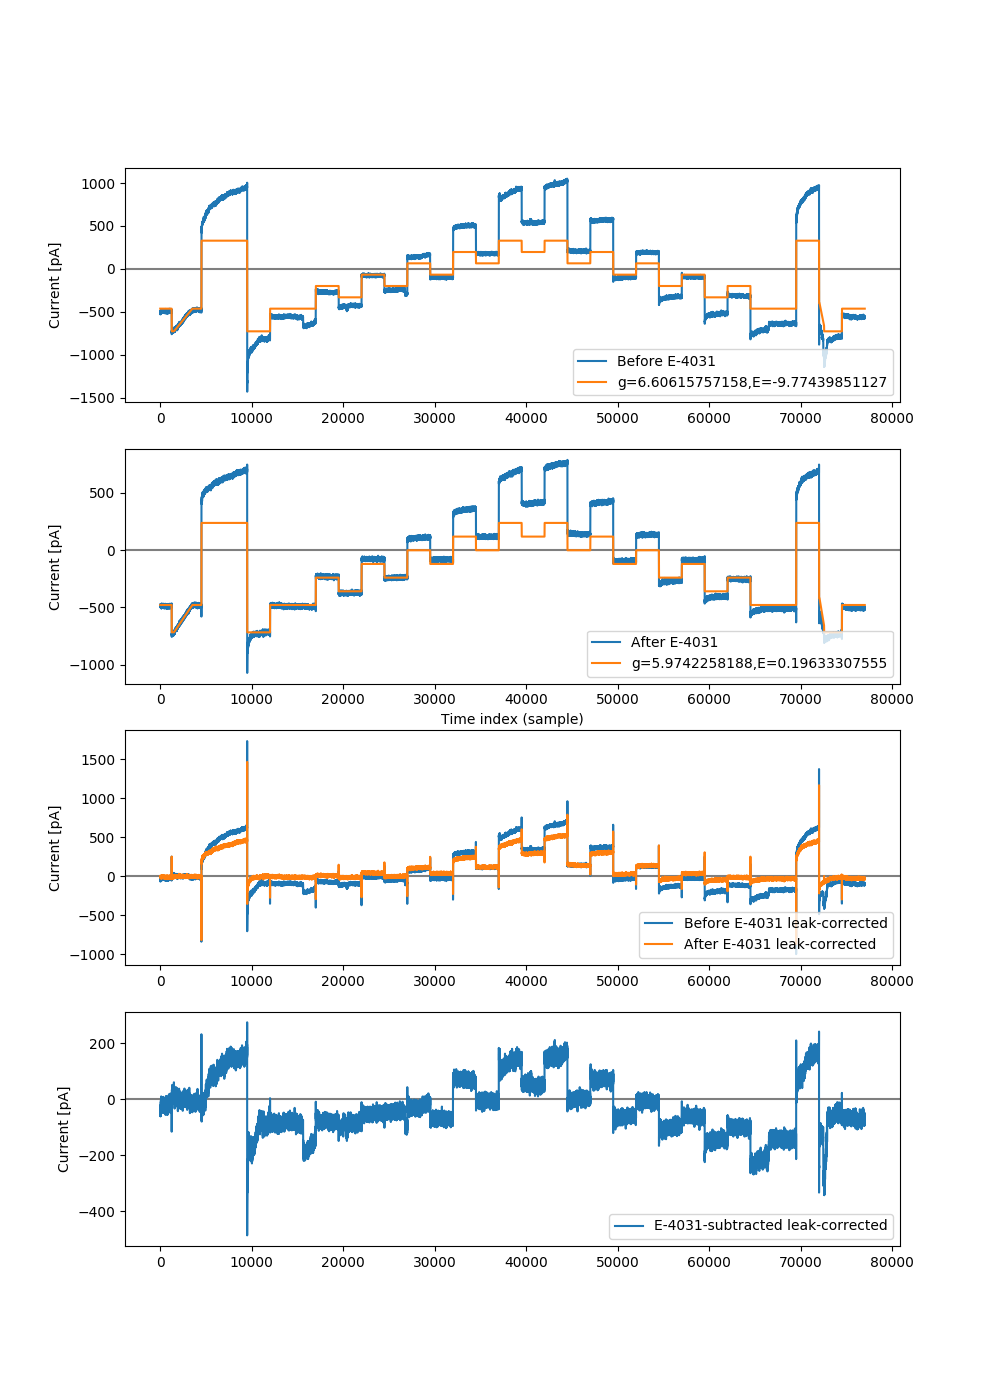 1000
500
0
−500
−1000
−1500
Current [pA]
Before E-4031
g=6.60615757158,E=-9.77439851127
0 10000 20000 30000 40000 50000 60000 70000 80000
500
0
−500
−1000
Current [pA]
After E-4031
g=5.9742258188,E=0.19633307555
0 10000 20000 30000 40000 50000 60000 70000 80000
Time index (sample)
1500
1000
500
0
−500
−1000
Current [pA]
Before E-4031 leak-corrected
After E-4031 leak-corrected
0 10000 20000 30000 40000 50000 60000 70000 80000
200
0
−200
−400
Current [pA]
E-4031-subtracted leak-corrected
0 10000 20000 30000 40000 50000 60000 70000 80000